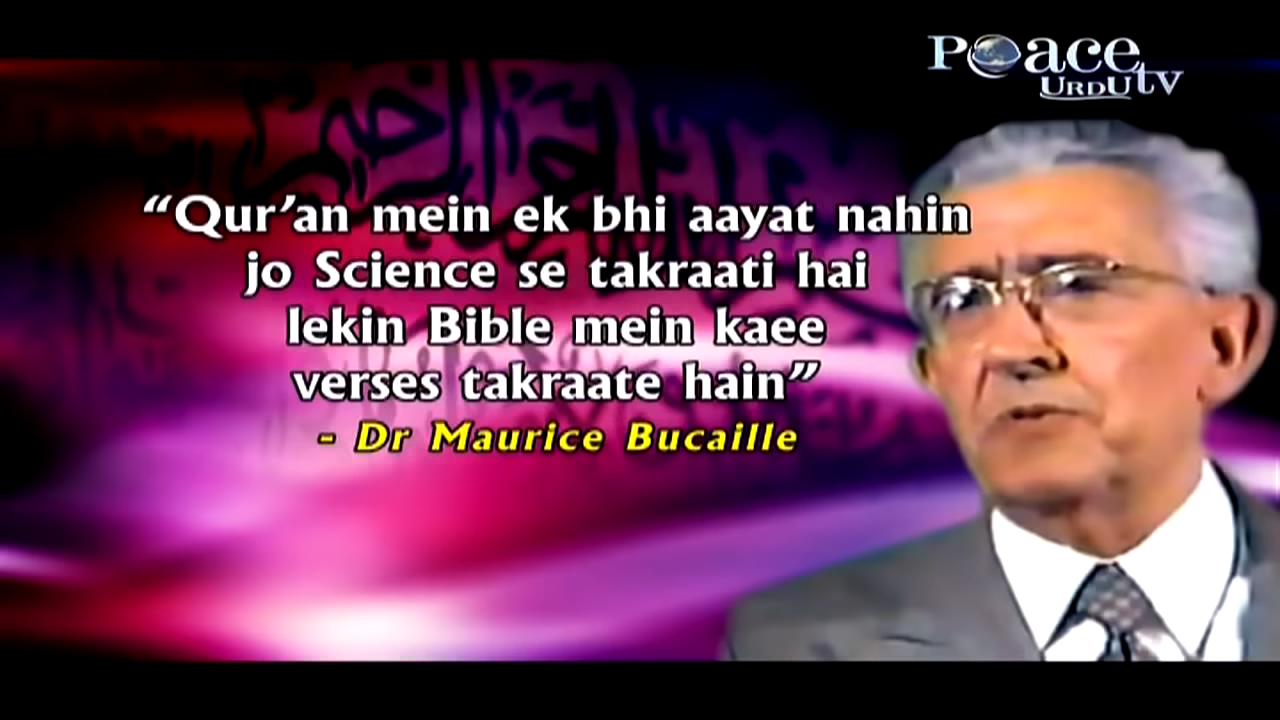 Peace
URDU tv
“Qur’an mein ek bhi aayat nahin
jo Science se takraati hai
lekin Bible mein kaee
verses takraate hain”
- Dr Maurice Bucaille